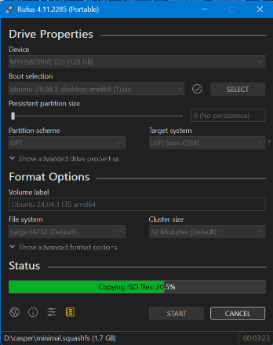 Rufus 4.11.2285 (Portable)
Drive Properties
Device
MYUSBDRIVE (D:) [128 GB]
Boot selection
ubuntu-24.04.3-desktop-amd64 (1).iso
SELECT
Persistent partition size
0 (No persistence)
Partition scheme
Target system
GPT
UEFI (non CSM)
?
Show advanced drive properties
Format Options
Volume label
Ubuntu 24.04.3 LTS amd64
File system
Cluster size
Large FAT32 (Default)
32 kilobytes (Default)
Show advanced format options
Status
Copying ISO files: 20.5%
START
CANCEL
D:\casper\minimal.squashfs (1.7 GB)
00:03:23